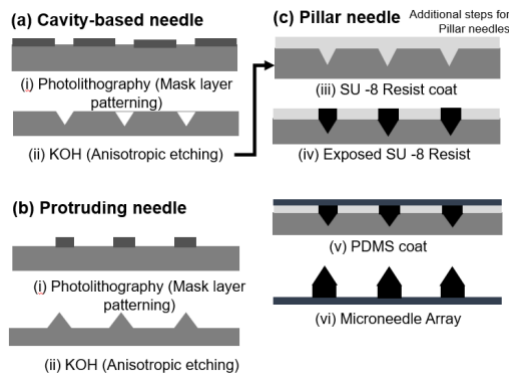 (a) Cavity-based needle
(i) Photolithography (Mask layer
patterning)
(ii) KOH (Anisotropic etching)
(b) Protruding needle
(i) Photolithography (Mask layer
patterning)
(ii) KOH (Anisotropic etching)
(c) Pillar needle
Additional steps for
Pillar needles
(iii) SU -8 Resist coat
(iv) Exposed SU -8 Resist
(v) PDMS coat
(vi) Microneedle Array